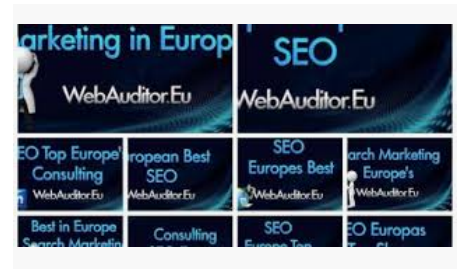 arketing in Europ
WebAuditor.Eu
SEO
WebAuditor.Eu
EO Top Europe'
Consulting
WebAuditor.Eu
ropean Best
SEO
WebAuditor.Eu
SEO
Europes Best
WebAuditor.Eu
arch Marketing
Europe's
WebAuditor.Eu
Best in Europe
Search Marketin
Consulting
SEO
Europe Top
EO Europas